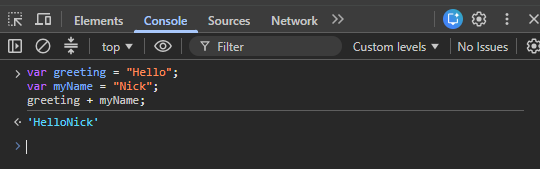 Elements Console Sources Network »
top Filter Custom levels No Issues
> var greeting = "Hello";
var myName = "Nick";
greeting + myName;
'HelloNick'
>